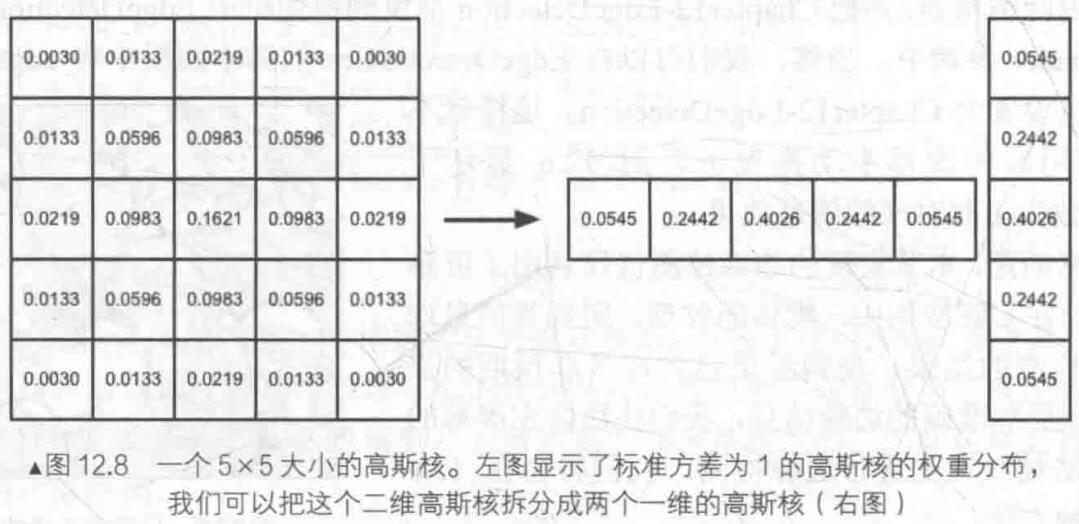 0.0030 0.0133 0.0219 0.0133 0.0030
0.0133 0.0596 0.0983 0.0596 0.0133
0.0219 0.0983 0.1621 0.0983 0.0219
0.0133 0.0596 0.0983 0.0596 0.0133
0.0030 0.0133 0.0219 0.0133 0.0030
0.0545 0.2442 0.4026 0.2442 0.0545
0.0545
0.2442
0.4026
0.2442
0.0545
▲图 12.8 一个 5×5 大小的高斯核。左图显示了标准方差为 1 的高斯核的权重分布，
我们可以把这个二维高斯核拆分成两个一维的高斯核（右图）